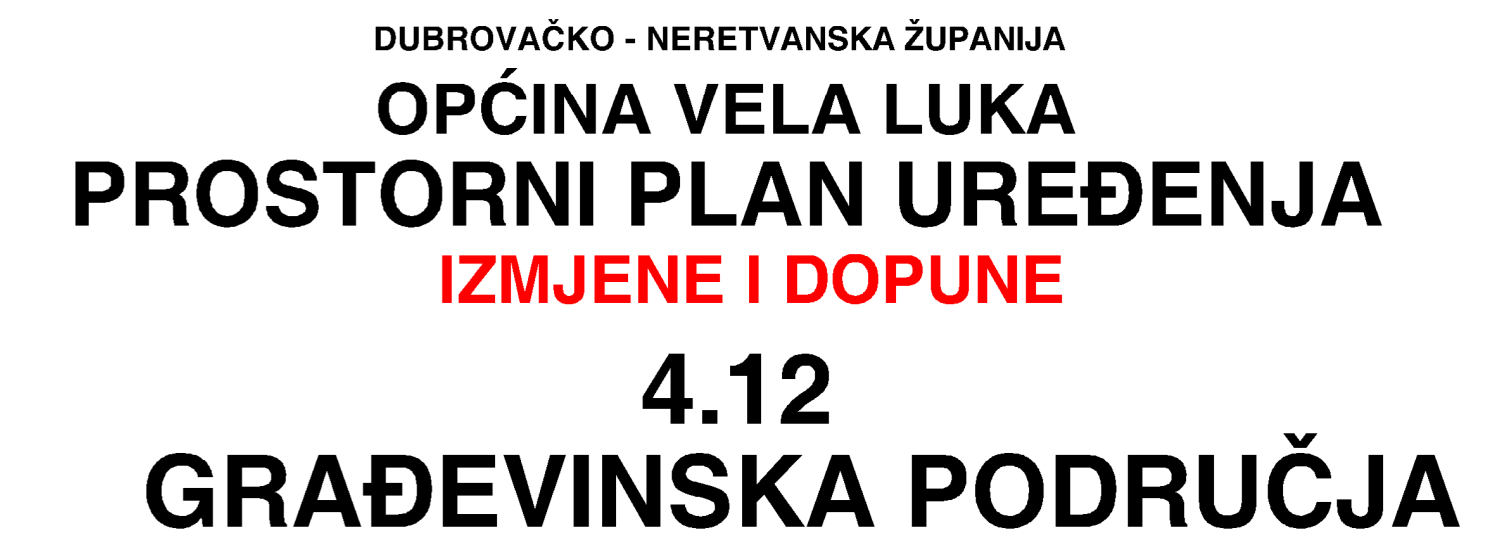 DUBROVAČKO - NERETVANSKA ŽUPANIJA
OPĆINA VELA LUKA
PROSTORNI PLAN UREĐENJA
IZMJENE I DOPUNE
4.12
GRAĐEVINSKA PODRUČJA